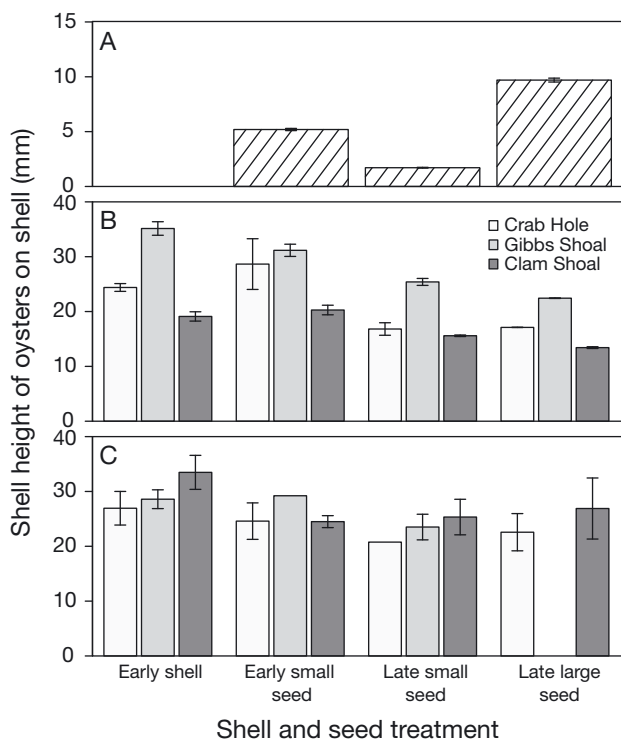 Shell height of oysters on shell (mm)
A
15
10
5
0
B
40
30
20
10
0
Crab Hole
Gibbs Shoal
Clam Shoal
C
40
30
20
10
0
Early shell
Early small
seed
Late small
seed
Late large
seed
Shell and seed treatment